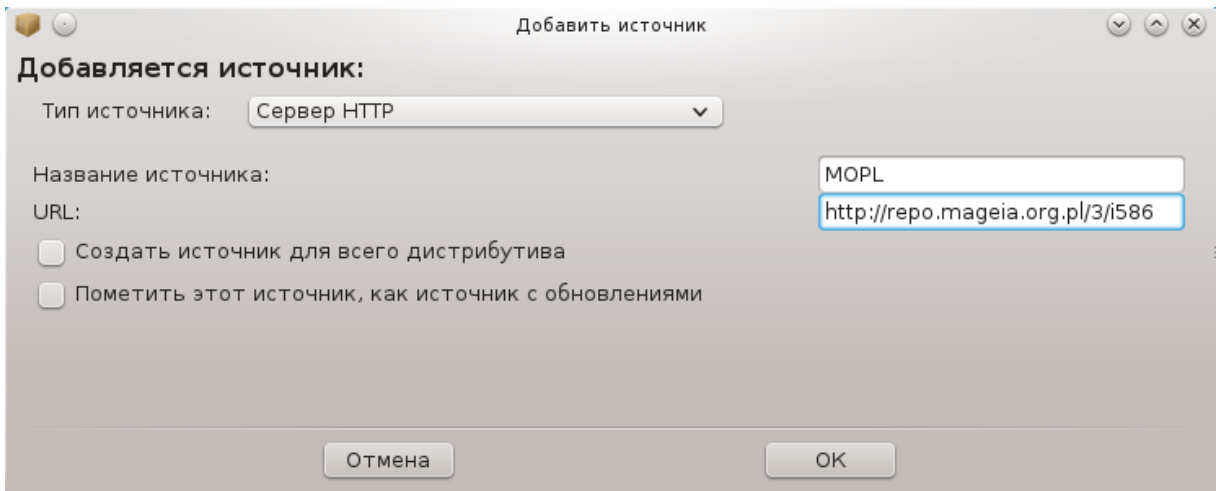 Добавить источник
Добавляется источник:
Тип источника: Сервер HTTP
Название источника: MOPL
URL: http://repo.mageia.org.pl/3/i586
Создать источник для всего дистрибутива
Пометить этот источник, как источник с обновлениями
Отмена OK